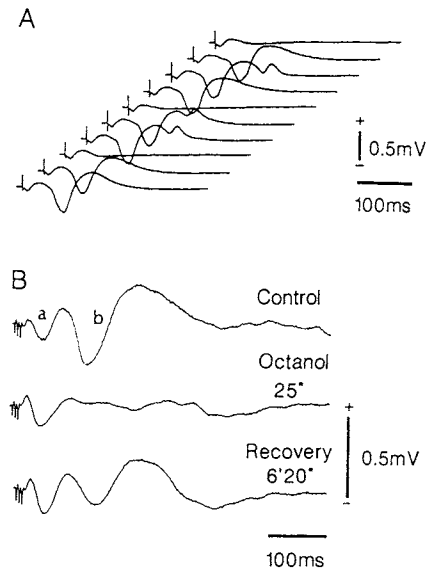 A
+
0.5mV
–
100ms
B
a
b
Control
Octanol
25"
+
0.5mV
–
Recovery
6'20"
100ms